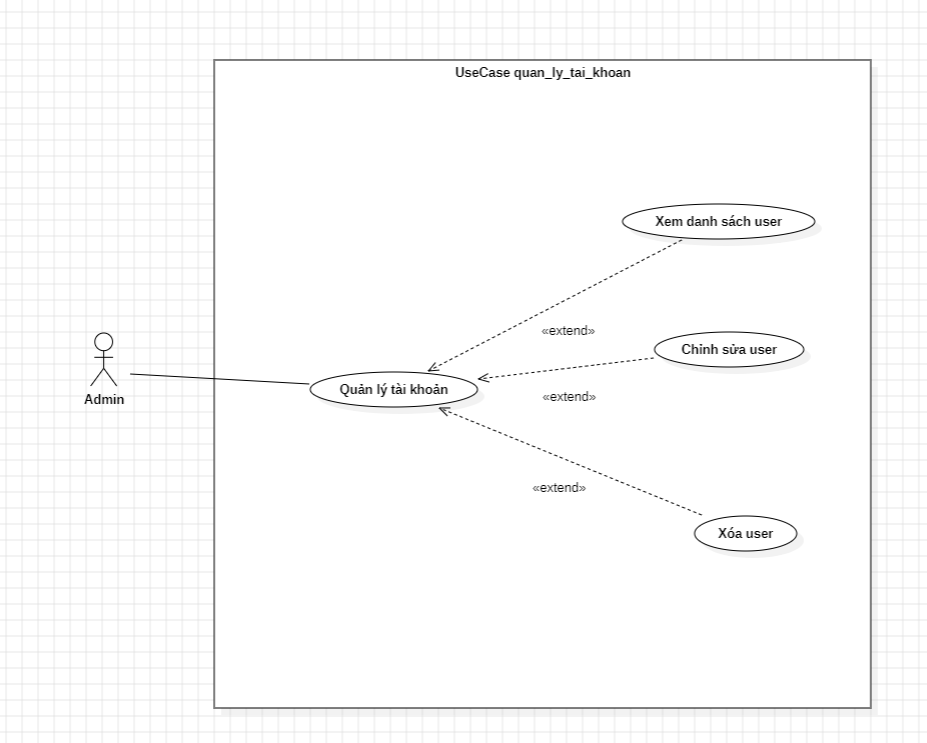 UseCase quan_ly_tai_khoan
Xem danh sách user
«extend»
Chỉnh sửa user
Quản lý tài khoản
«extend»
Admin
«extend»
Xóa user